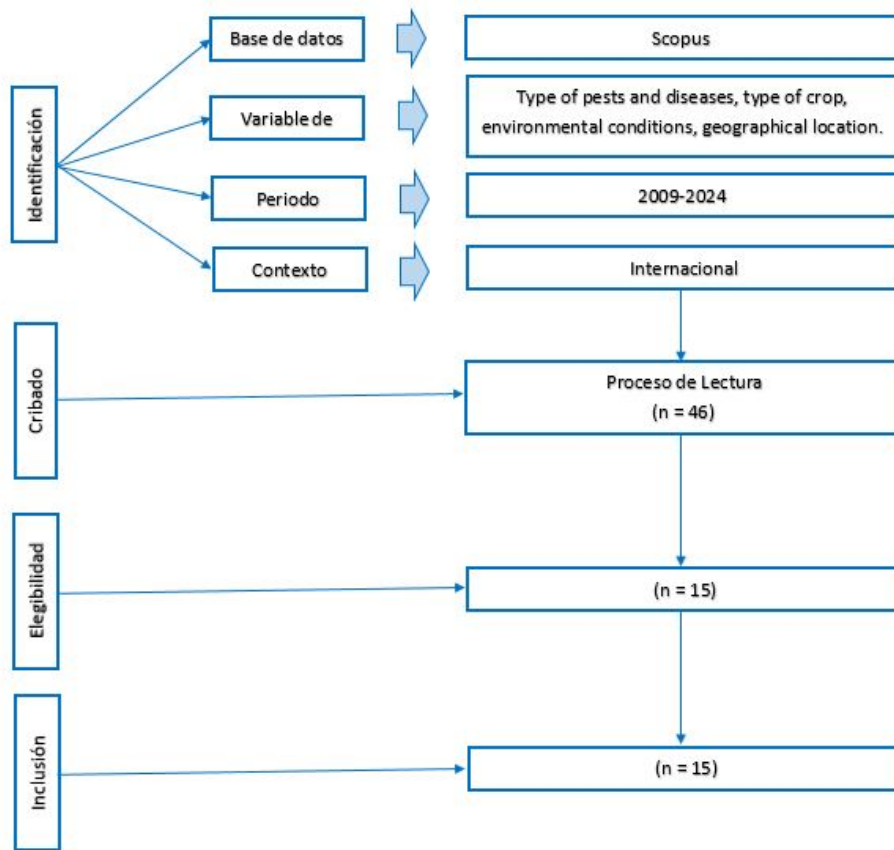 Identificación
Base de datos
Scopus
Variable de
Type of pests and diseases, type of crop,
environmental conditions, geographical location.
Periodo
2009-2024
Contexto
Internacional
Cribado
Proceso de Lectura
(n = 46)
Elegibilidad
(n = 15)
Inclusión
(n = 15)